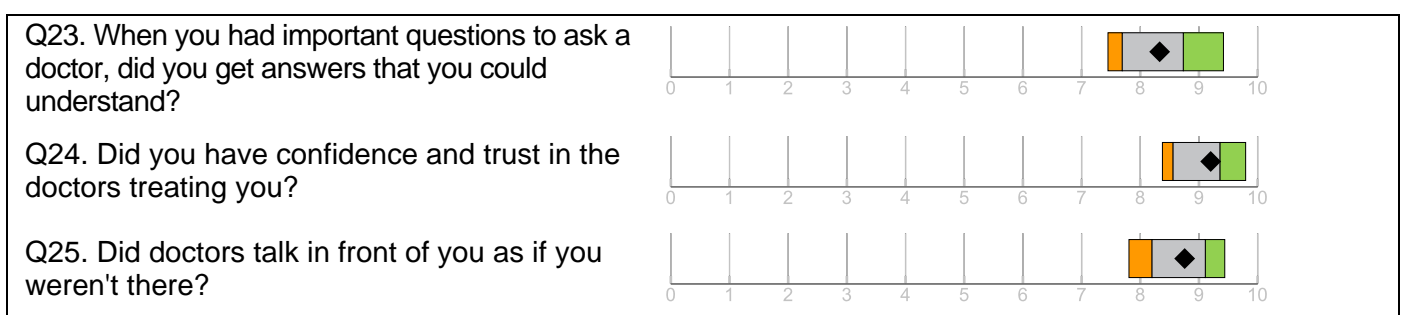 Q23. When you had important questions to ask a
doctor, did you get answers that you could
understand?
0 1 2 3 4 5 6 7 8 9 10
Q24. Did you have confidence and trust in the
doctors treating you?
0 1 2 3 4 5 6 7 8 9 10
Q25. Did doctors talk in front of you as if you
weren't there?
0 1 2 3 4 5 6 7 8 9 10